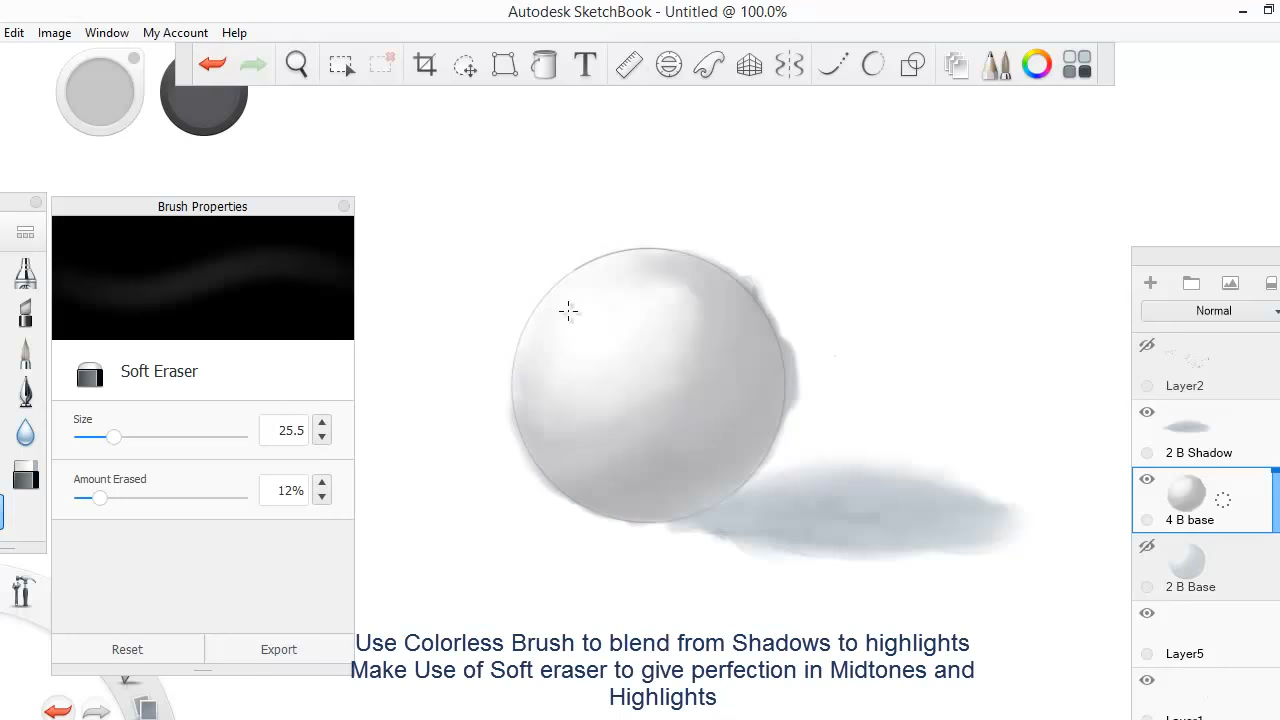 Autodesk SketchBook - Untitled @ 100.0%
Edit Image Window My Account Help
T
Brush Properties
Soft Eraser
Size
25.5
Amount Erased
12%
Reset Export
Normal
Layer2
2 B Shadow
4 B base
2 B Base
Layer5
Layer1
Use Colorless Brush to blend from Shadows to highlights
Make Use of Soft eraser to give perfection in Midtones and
Highlights